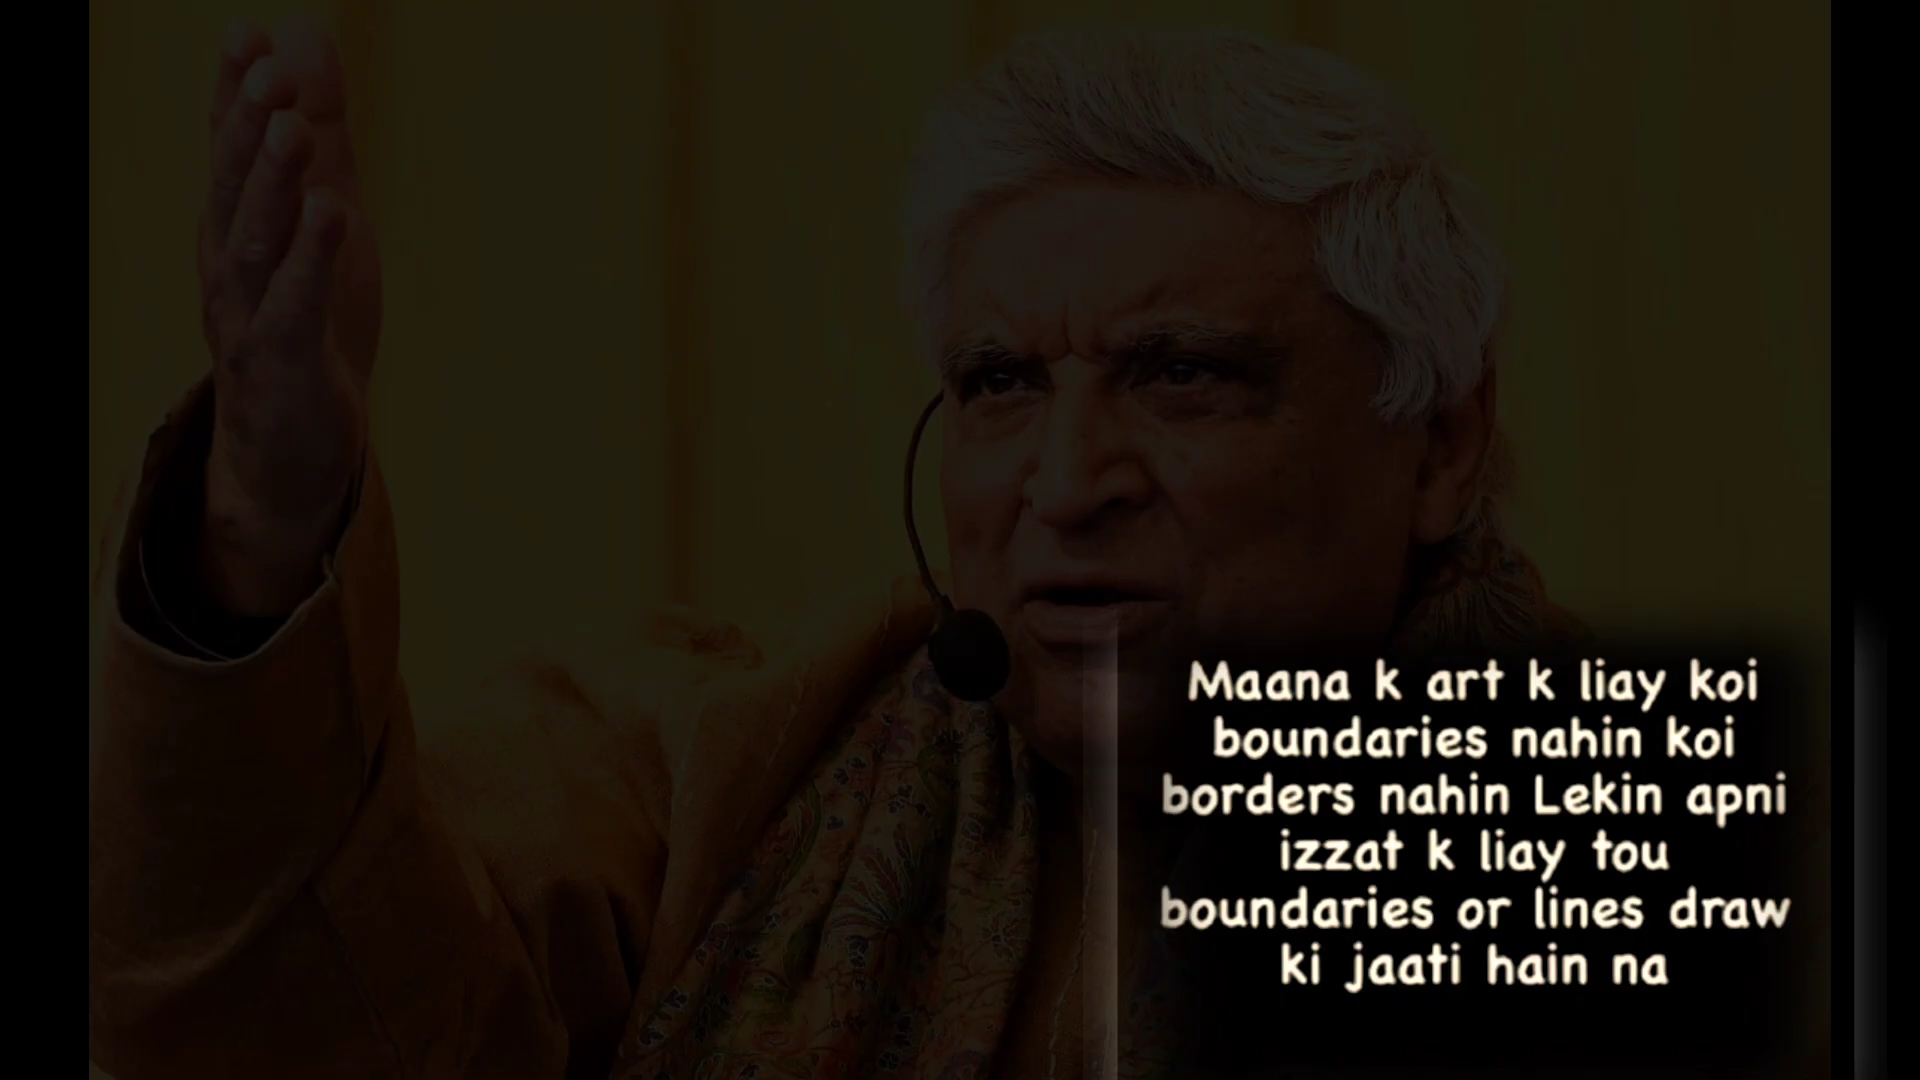 Maana k art k liay koi
boundaries nahin koi
borders nahin Lekin apni
izzat k liay tou
boundaries or lines draw
ki jaati hain na